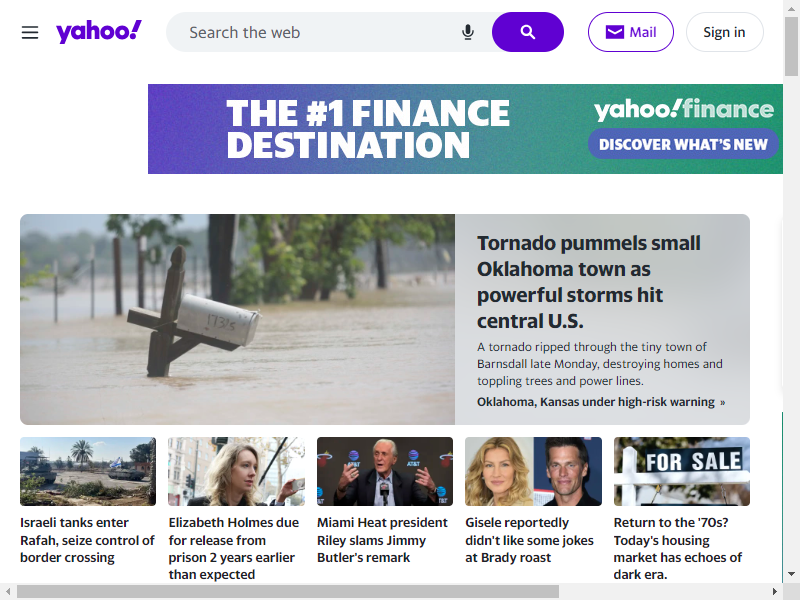 yahoo!
Search the web
Mail
Sign in
THE #1 FINANCE
DESTINATION
yahoo!finance
DISCOVER WHAT'S NEW
Tornado pummels small
Oklahoma town as
powerful storms hit
central U.S.
A tornado ripped through the tiny town of
Barnsdall late Monday, destroying homes and
toppling trees and power lines.
Oklahoma, Kansas under high-risk warning »
FOR SALE
Israeli tanks enter
Rafah, seize control of
border crossing
Elizabeth Holmes due
for release from
prison 2 years earlier
than expected
Miami Heat president
Riley slams Jimmy
Butler's remark
Gisele reportedly
didn't like some jokes
at Brady roast
Return to the '70s?
Today's housing
market has echoes of
dark era.